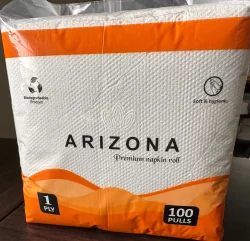 Biodegradable
Product
Soft & hygienic
ARIZONA
Premium napkin roll
1
PLY
100
PULLS